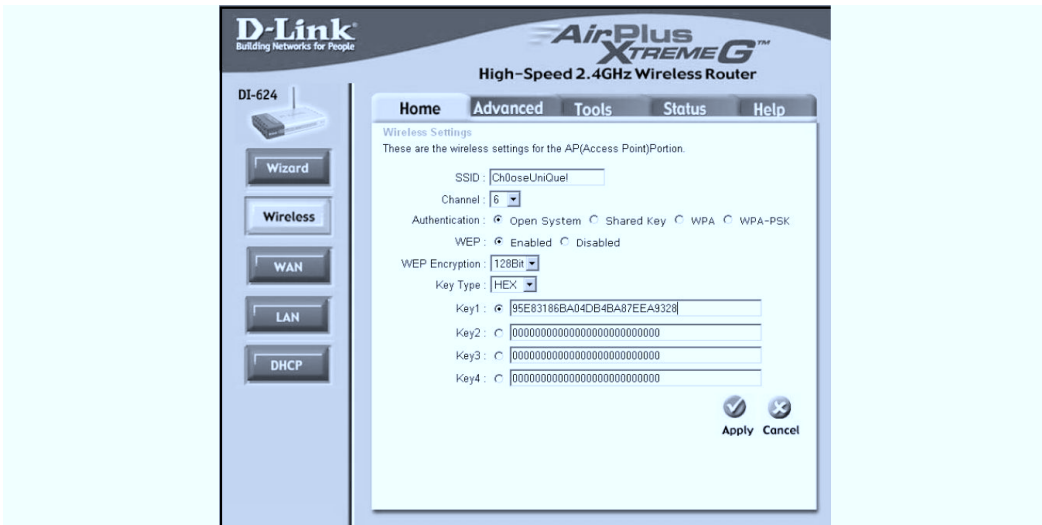 D-Link
Building Networks for People
AirPlus
XTREME G™
High-Speed 2.4GHz Wireless Router
DI-624
Home Advanced Tools Status Help
Wireless Settings
These are the wireless settings for the AP(Access Point)Portion.
Wizard
SSID : Ch0oseUniQue!
Channel : 6
Wireless
Authentication : Open System Shared Key WPA WPA-PSK
WEP : Enabled Disabled
WAN
WEP Encryption : 128Bit
Key Type : HEX
LAN
Key1 : 95E83186BA04DB4BA87EEA9328
Key2 : 00000000000000000000000000
Key3 : 00000000000000000000000000
DHCP
Key4 : 00000000000000000000000000
Apply Cancel